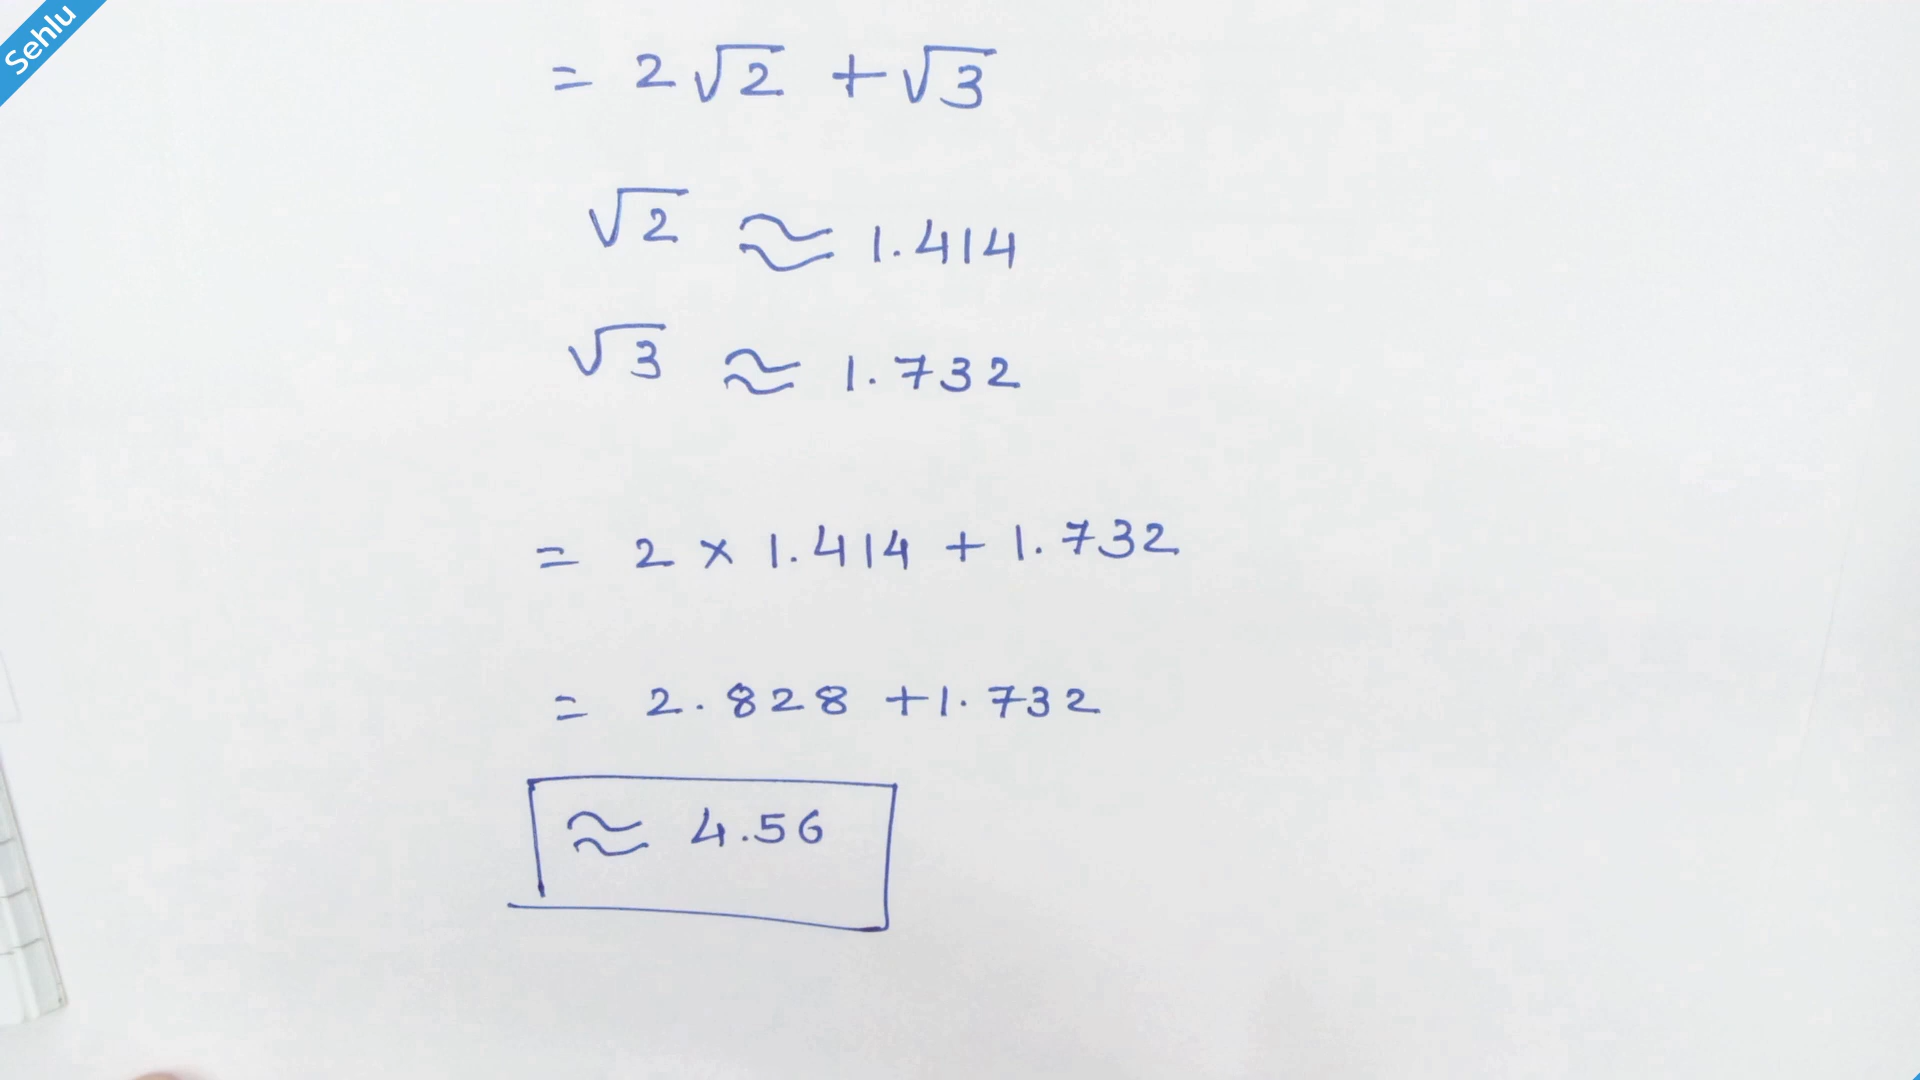 Sehlu
= 2√2 + √3
√2 ≈ 1.414
√3 ≈ 1.732
= 2 × 1.414 + 1.732
= 2.828 + 1.732
≈ 4.56